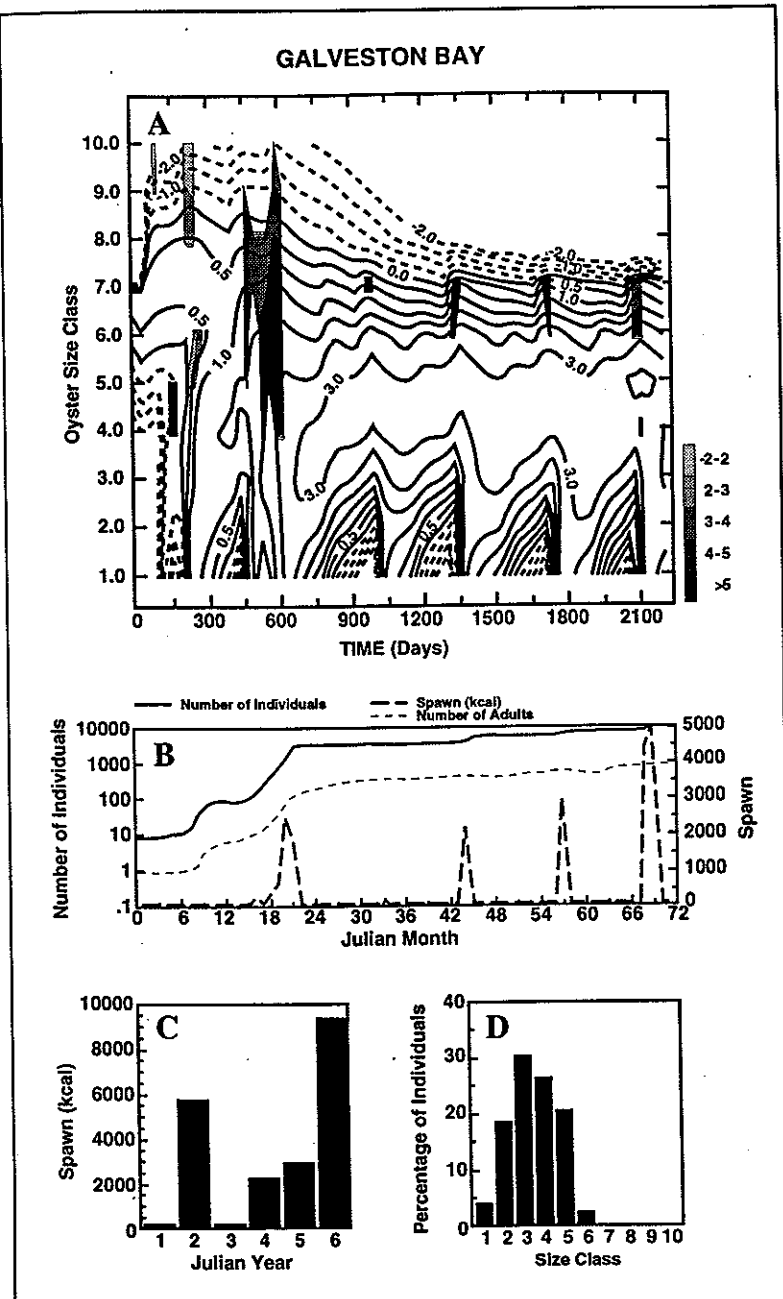 GALVESTON BAY
A
Oyster Size Class
10.0
9.0
8.0
7.0
6.0
5.0
4.0
3.0
2.0
1.0
-2.0
-1.0
0.5
0.5
1.0
3.0
0.5
3.0
0.5
0.5
-2.0
0.0
3.0
-2.0
-1.0
0.5
1.0
3.0
3.0
0 300 600 900 1200 1500 1800 2100
TIME (Days)
-2-2
2-3
3-4
4-5
>5
Number of Individuals
Spawn (kcal)
Number of Adults
B
Number of Individuals
10000
1000
100
10
1
.1
5000
4000
3000
2000
1000
0
Spawn
0 6 12 18 24 30 36 42 48 54 60 66 72
Julian Month
C
Spawn (kcal)
10000
8000
6000
4000
2000
0
1 2 3 4 5 6
Julian Year
D
Percentage of Individuals
40
30
20
10
0
1 2 3 4 5 6 7 8 9 10
Size Class